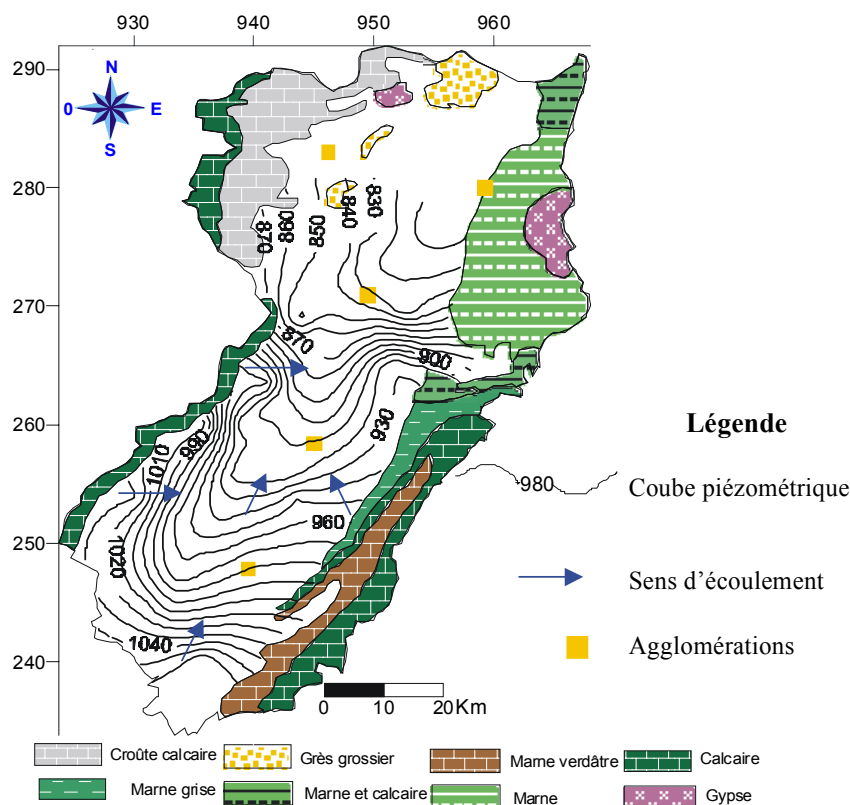 930 940 950 960
290
280
270
260
250
240
N
O E
S
870
860
850
840
830
870
900
930
990
1010
960
1020
1040
0 10 20 Km
Légende
980
Coube piézométrique
Sens d'écoulement
Agglomérations
Croûte calcaire
Grès grossier
Marne verdâtre
Calcaire
Marne grise
Marne et calcaire
Marne
Gypse